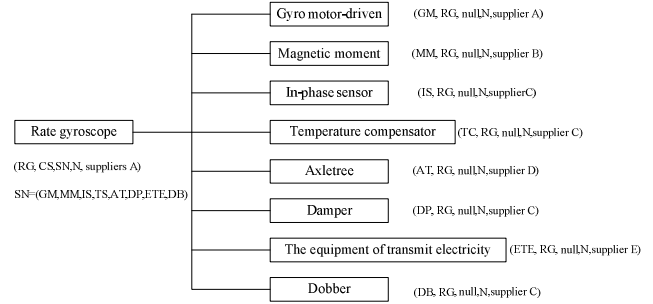 Gyro motor-driven (GM, RG, null,N,supplier A)
Magnetic moment (MM, RG, null,N,supplier B)
In-phase sensor (IS, RG, null,N,supplierC)
Rate gyroscope Temperature compensator (TC, RG, null,N,supplier C)
(RG, CS,SN,N, suppliers A) Axletree (AT, RG, null,N,supplier D)
SN=(GM,MM,IS,TS,AT,DP,ETE,DB)
Damper (DP, RG, null,N,supplier C)
The equipment of transmit electricity (ETE, RG, null,N,supplier E)
Dobber (DB, RG, null,N,supplier C)